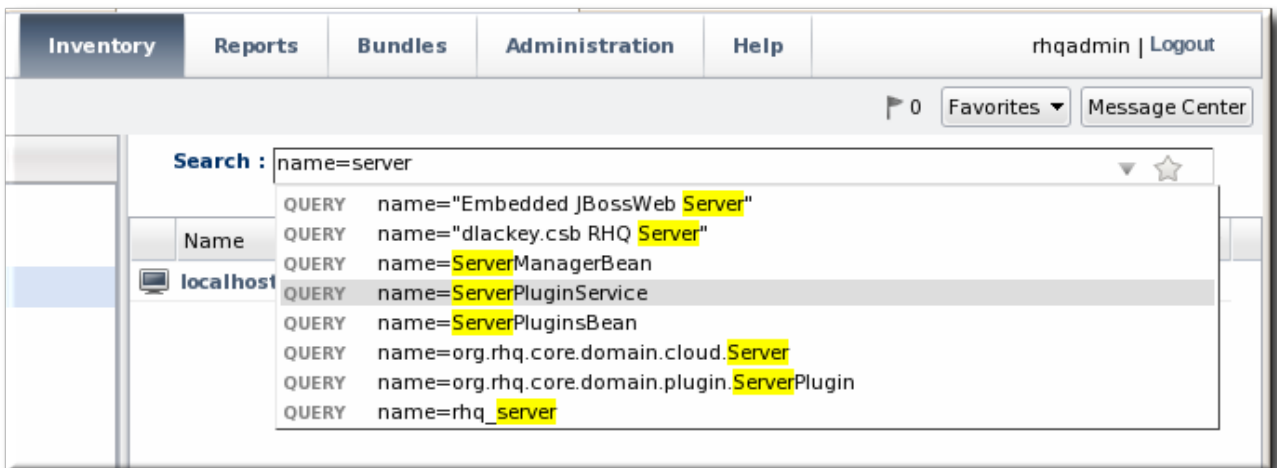 Inventory Reports Bundles Administration Help rhqadmin | Logout
0 Favorites Message Center
Search : name=server
QUERY name="Embedded JBossWeb Server"
QUERY name="dlackey.csb RHQ Server"
Name
QUERY name=ServerManagerBean
localhost
QUERY name=ServerPluginService
QUERY name=ServerPluginsBean
QUERY name=org.rhq.core.domain.cloud.Server
QUERY name=org.rhq.core.domain.plugin.ServerPlugin
QUERY name=rhq_server